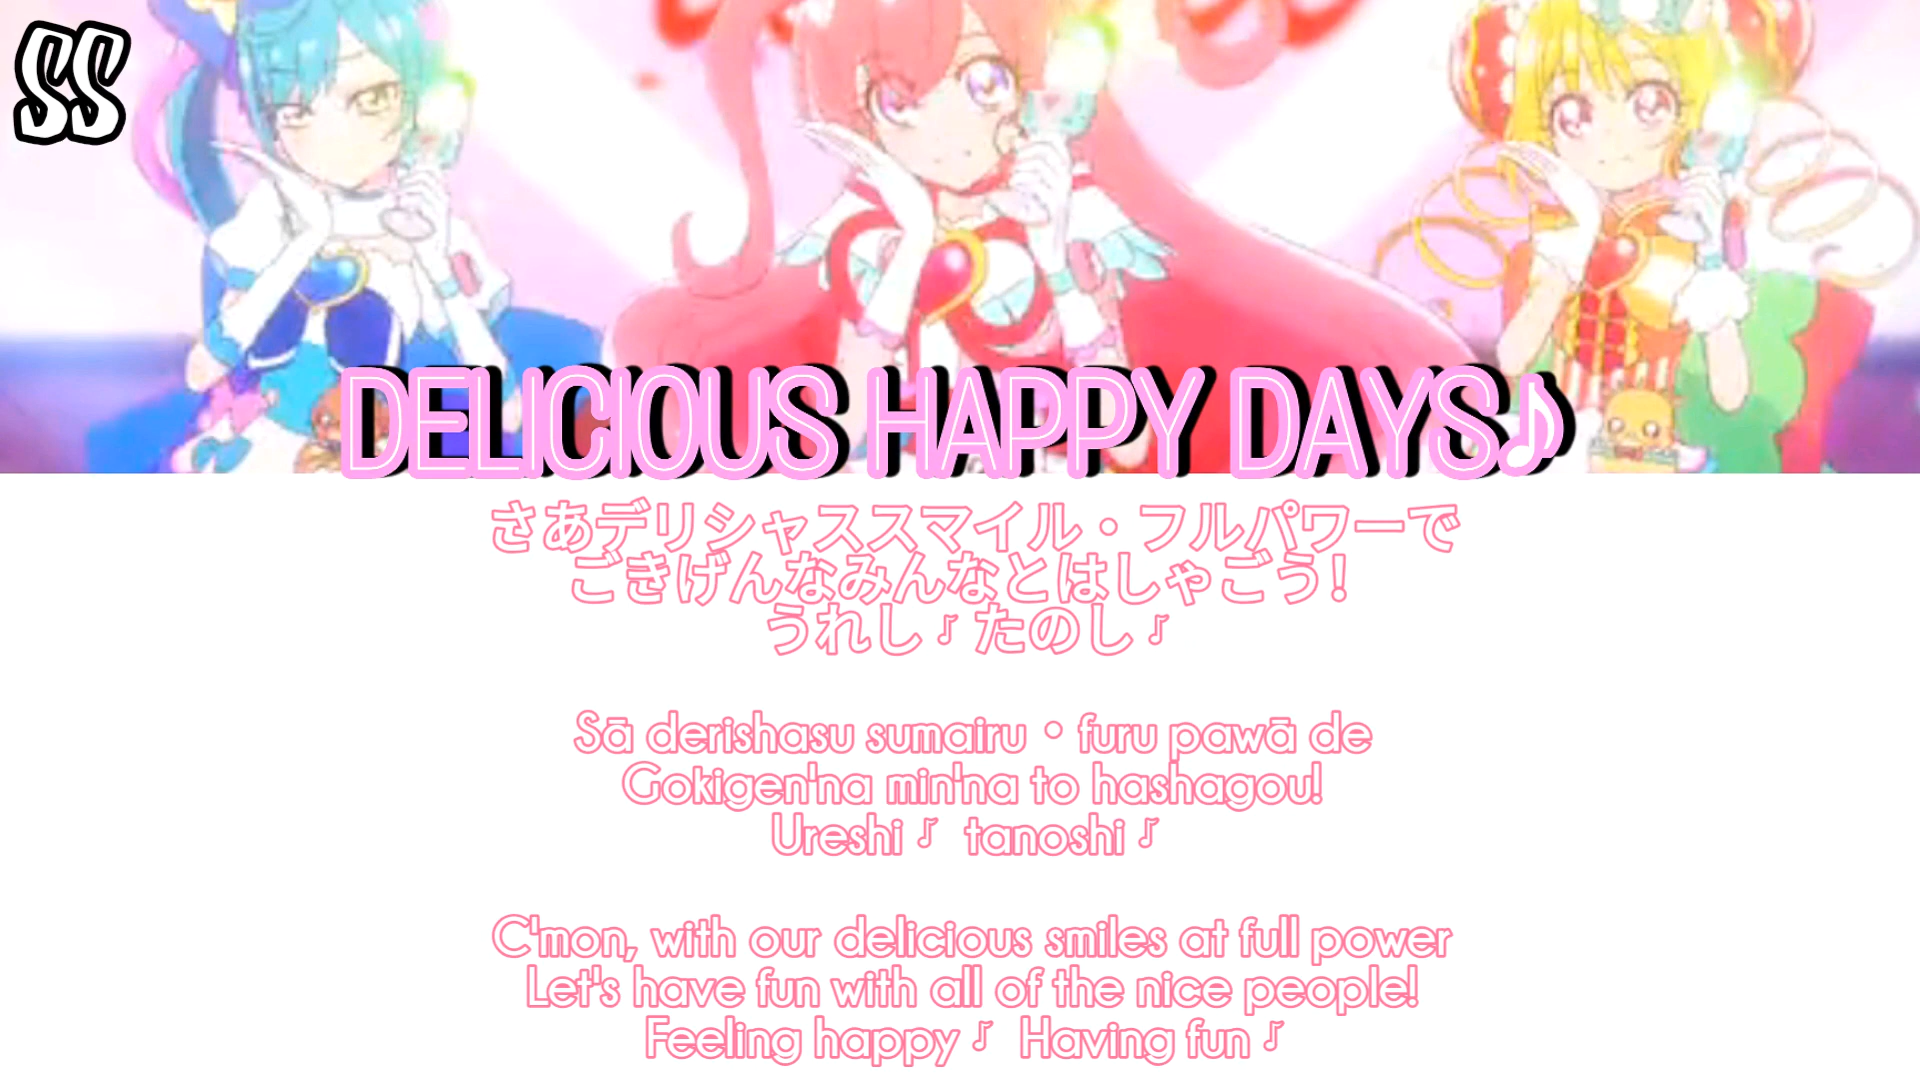 SS
DELICIOUS HAPPY DAYS♪
さあデリシャススマイル・フルパワーで
ごきげんなみんなとはしゃごう!
うれし♪たのし♪
Sā derishasu sumairu・furu pawā de
Gokigen'na min'na to hashagou!
Ureshi♪ tanoshi♪
C'mon, with our delicious smiles at full power
Let's have fun with all of the nice people!
Feeling happy♪ Having fun♪